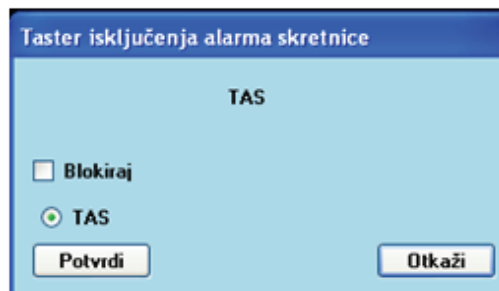 Taster isključenja alarma skretnice
TAS
Blokiraj
TAS
Potvrdi Otkaži